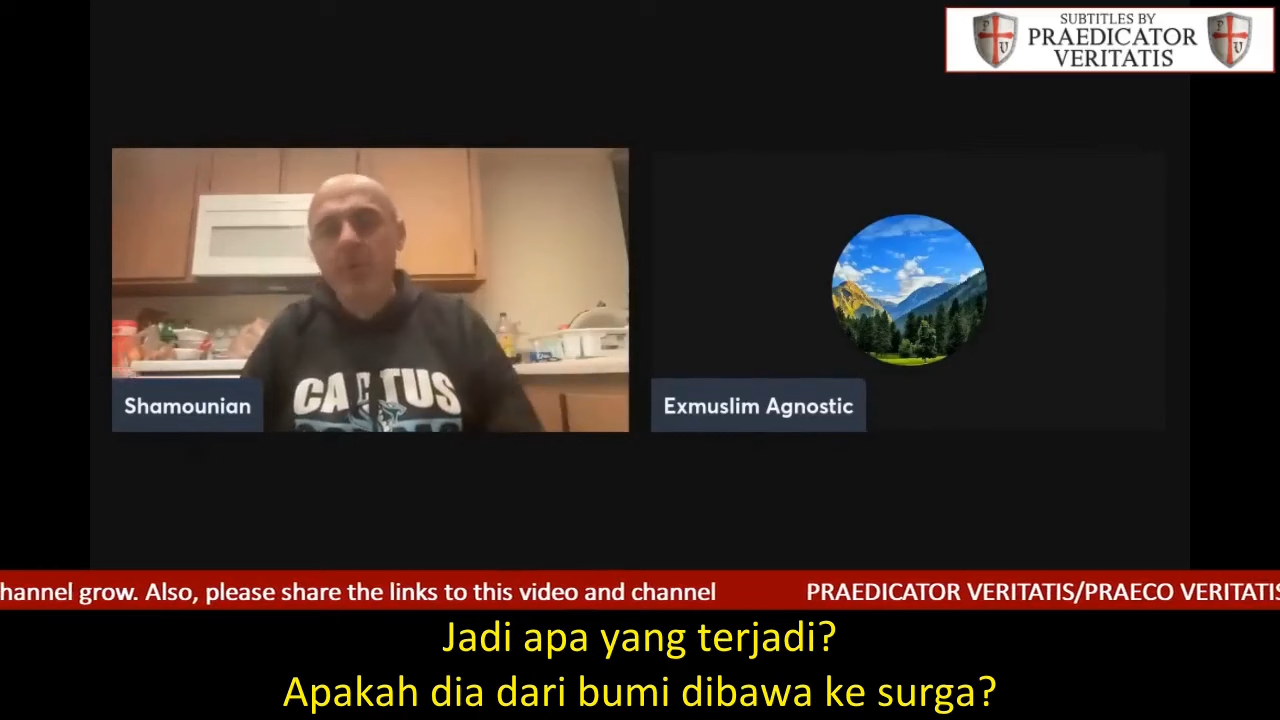 SUBTITLES BY
PRAEDICATOR
VERITATIS
CACTUS
Shamounian
Exmuslim Agnostic
hannel grow. Also, please share the links to this video and channel
PRAEDICATOR VERITATIS/PRAECO VERITATIS
Jadi apa yang terjadi?
Apakah dia dari bumi dibawa ke surga?